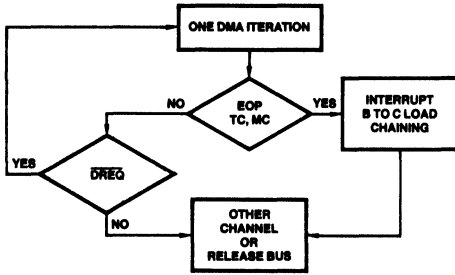 ONE DMA ITERATION
NO
EOP
TC, MC
YES
INTERRUPT
B TO C LOAD
CHAINING
YES
DREQ
NO
OTHER
CHANNEL
OR
RELEASE BUS